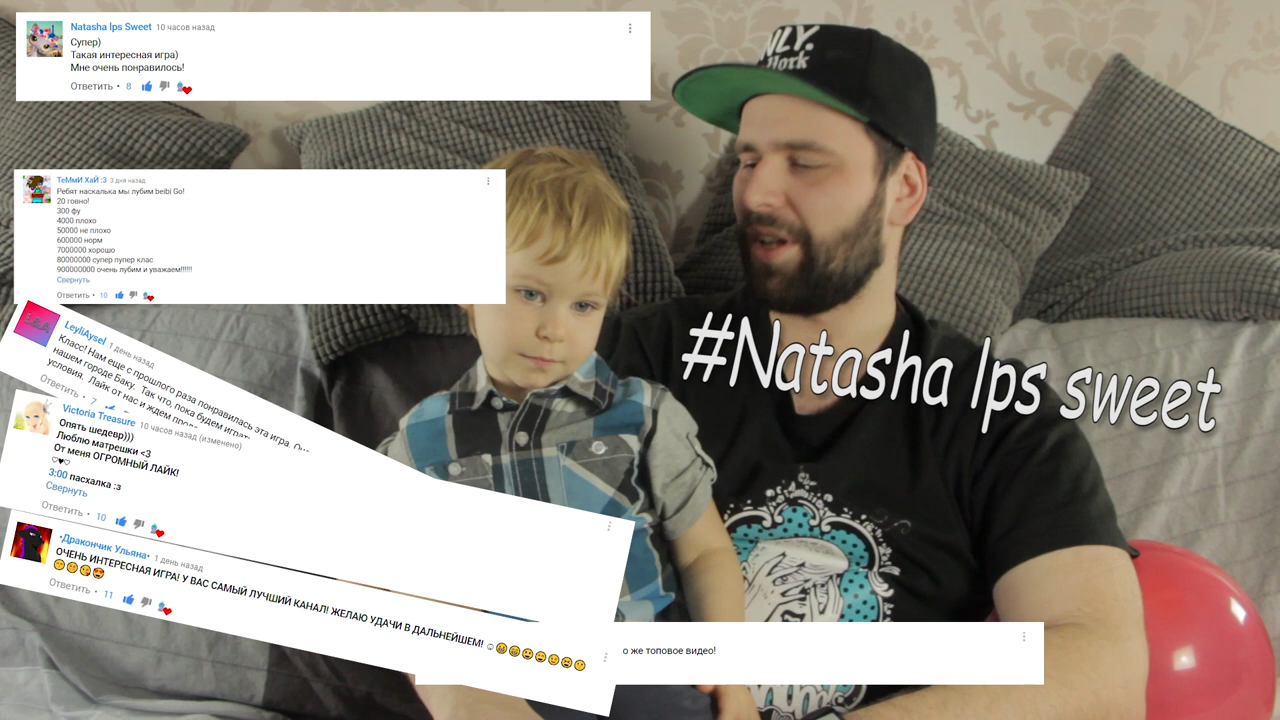 Natasha lps Sweet 10 часов назад
Супер)
Такая интересная игра)
Мне очень понравилось!
Ответить • 8
ONLY.
Work
ТеМмИ ХаЙ :3 3 дня назад
Ребят наскалька мы лубим beibi Go!
20 говно!
300 фу
4000 плохо
50000 не плохо
600000 норм
7000000 хорошо
80000000 супер пупер клас
900000000 очень лубим и уважаем!!!!!!
Свернуть
Ответить • 10
#Natasha lps sweet
L&A
LeyliAysel 1 день назад
Класс! Нам еще с прошлого раза понравилась эта игра.
нашем городе Баку. Так что, пока будем играть
условия. Лайк от нас и ждем
Ответить • 7
Victoria Treasure 10 часов назад (изменено)
Опять шедевр)))
Люблю матрешки <3
От меня ОГРОМНЫЙ ЛАЙК!
♡♥♡
3:00 пасхалка :з
Свернуть
Ответить • 10
•Дракончик Ульяна• 1 день назад
ОЧЕНЬ ИНТЕРЕСНАЯ ИГРА! У ВАС САМЫЙ ЛУЧШИЙ КАНАЛ! ЖЕЛАЮ УДАЧИ В ДАЛЬНЕЙШЕМ!
Ответить • 11
о же топовое видео!